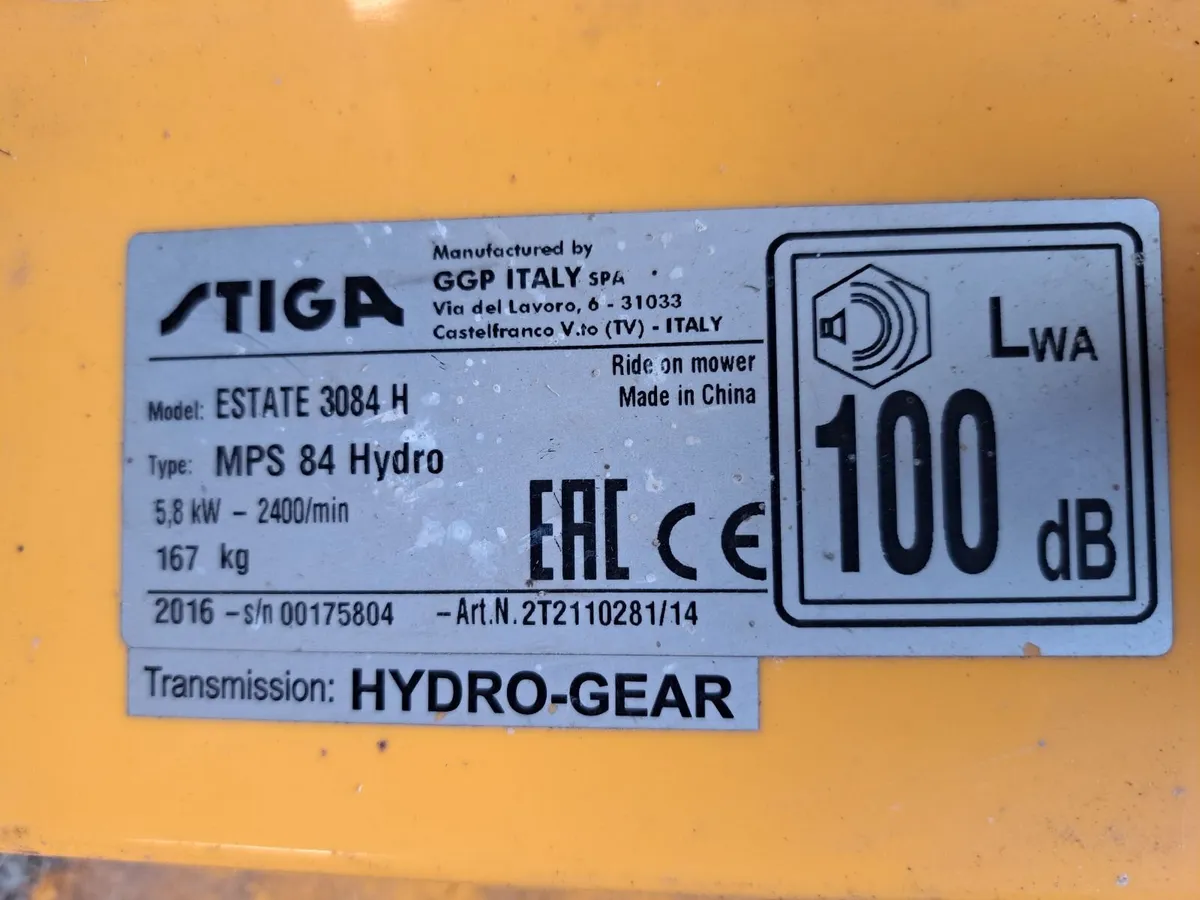 STIGA
Manufactured by
GGP ITALY SPA
Via del Lavoro, 6 - 31033
Castelfranco V.to (TV) - ITALY
Ride on mower
Made in China
Model: ESTATE 3084 H
Type: MPS 84 Hydro
5,8 kW - 2400/min
167 kg
EAC CE
2016 - s/n 00175804 - Art.N. 2T2110281/14
LWA
100
dB
Transmission: HYDRO-GEAR